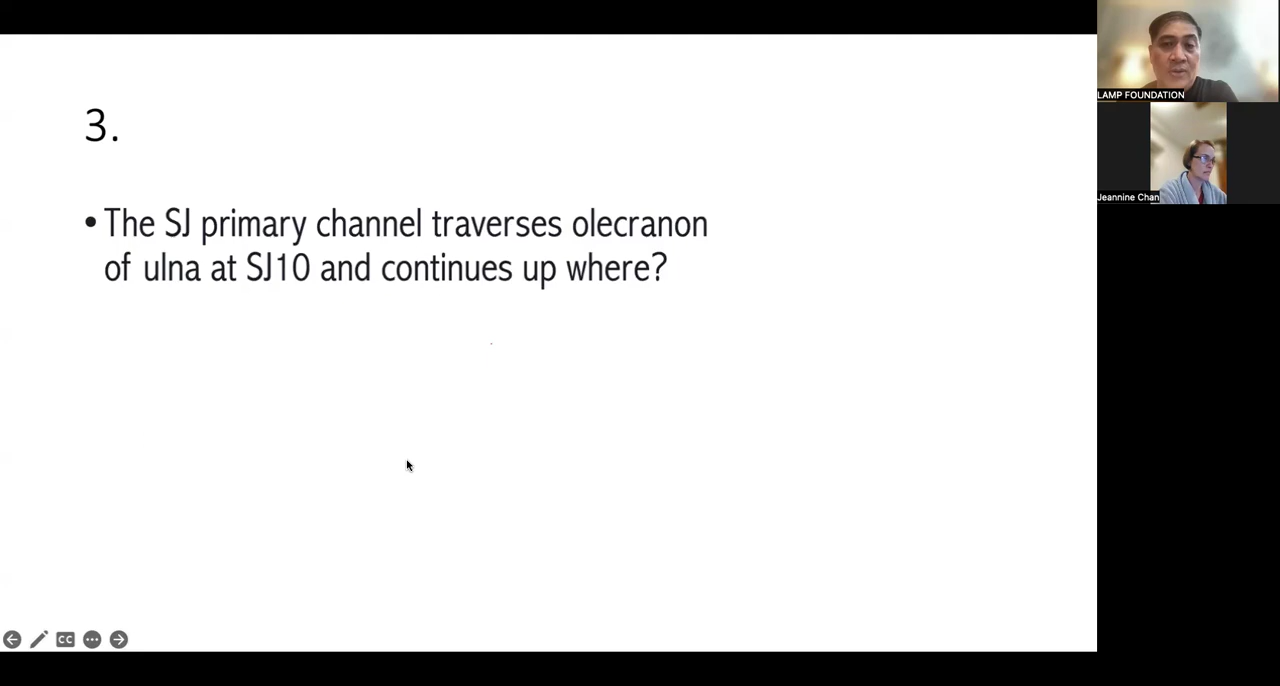 3.
• The SJ primary channel traverses olecranon
of ulna at SJ10 and continues up where?
LAMP FOUNDATION
Jeannine Chan
CC